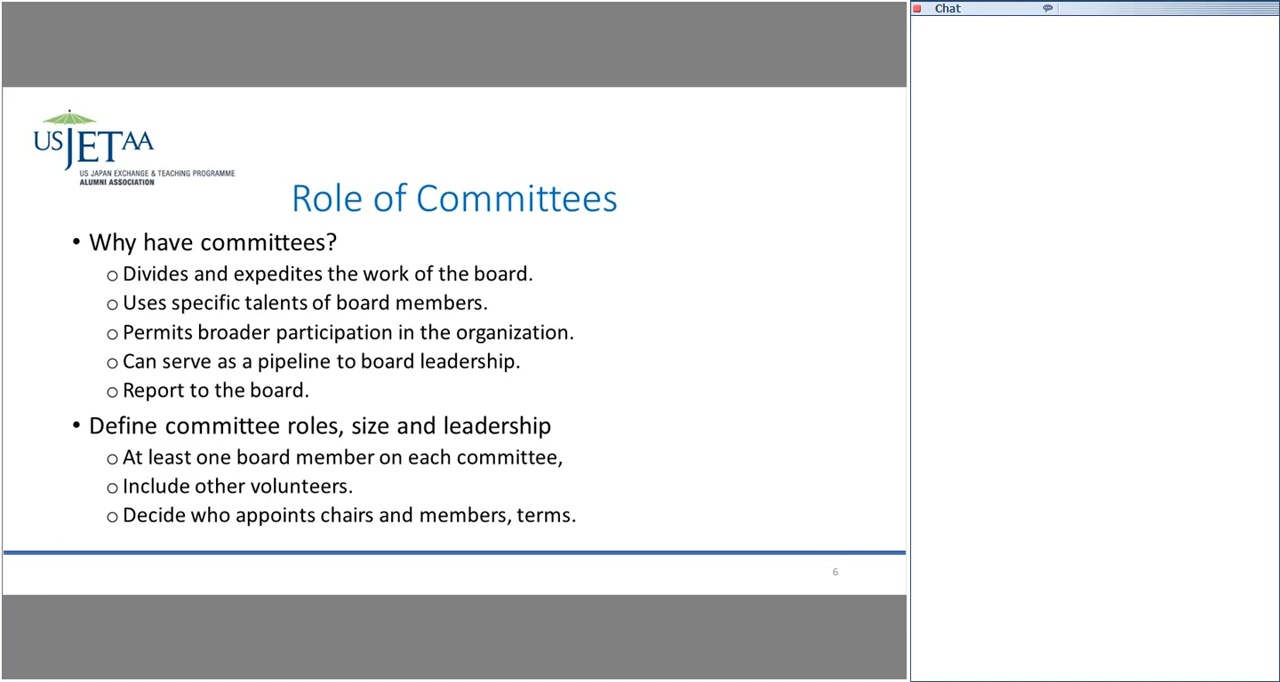 Chat
US JET AA
US JAPAN EXCHANGE & TEACHING PROGRAMME
ALUMNI ASSOCIATION
Role of Committees
• Why have committees?
o Divides and expedites the work of the board.
o Uses specific talents of board members.
o Permits broader participation in the organization.
o Can serve as a pipeline to board leadership.
o Report to the board.
• Define committee roles, size and leadership
o At least one board member on each committee,
o Include other volunteers.
o Decide who appoints chairs and members, terms.
6